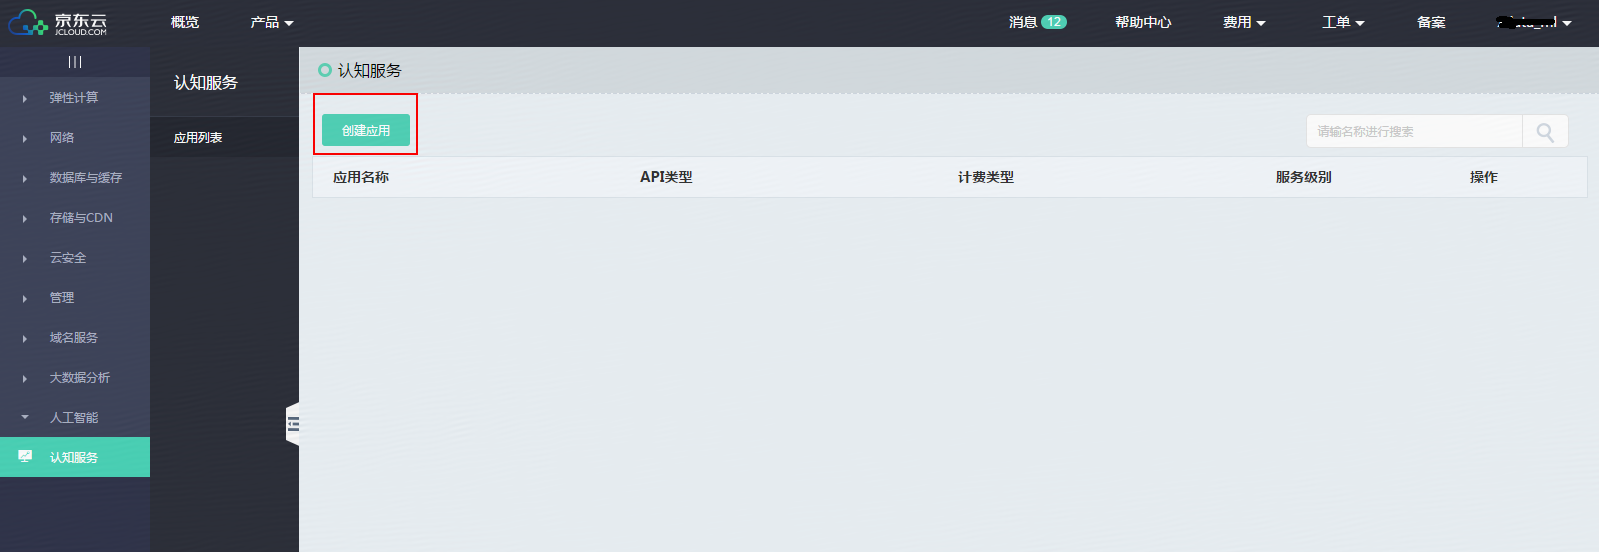 京东云
JCLOUD.COM
概览
产品
消息 12
帮助中心
费用
工单
备案
弹性计算
网络
数据库与缓存
存储与CDN
云安全
管理
域名服务
大数据分析
人工智能
认知服务
认知服务
应用列表
认知服务
创建应用
请输名称进行搜索
应用名称 API类型 计费类型 服务级别 操作